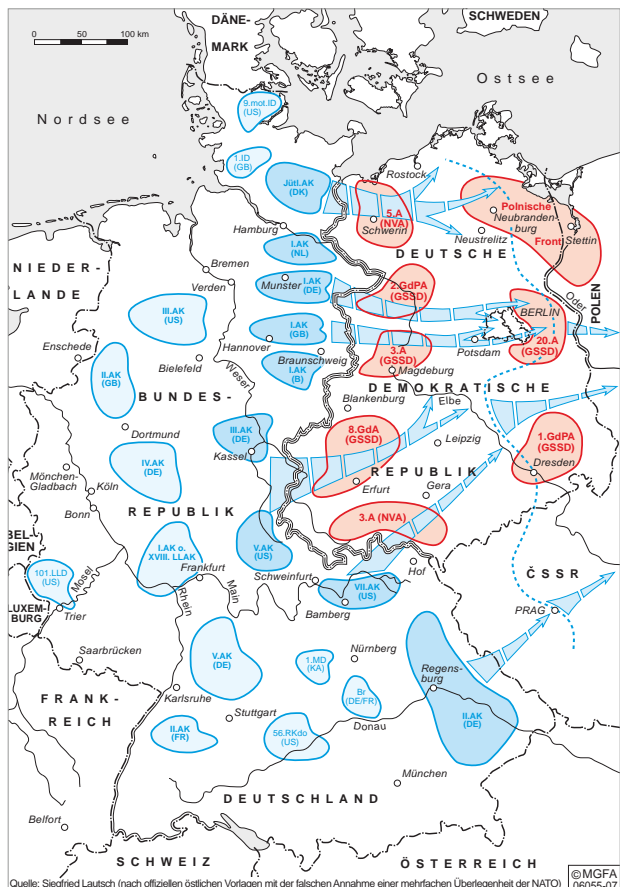 SCHWEDEN
DÄNE-
MARK
0 50 100 km
Ostsee
Nordsee
9.mot.ID
(US)
1.ID
(GB)
Jütl.AK
(DK)
Rostock
5.A
(NVA)
Schwerin
Polnische
Neubranden-
burg
Front
Stettin
Neustrelitz
Hamburg
I.AK
(NL)
DEUTSCHE
NIEDER-
LANDE
Bremen
Verden
Munster
I.AK
(DE)
2.GdPA
(GSSD)
BERLIN
Oder
POLEN
III.AK
(US)
I.AK
(GB)
Hannover
Braunschweig
20.A
(GSSD)
Potsdam
Enschede
Bielefeld
Weser
I.AK
(B)
3.A
(GSSD)
Magdeburg
II.AK
(GB)
DEMOKRATISCHE
BUNDES-
Blankenburg
Elbe
Dortmund
III.AK
(DE)
Kassel
8.GdA
(GSSD)
Leipzig
1.GdPA
(GSSD)
Dresden
IV.AK
(DE)
Mönchen-
Gladbach
Köln
Bonn
REPUBLIK
Erfurt
Gera
REPUBLIK
3.A (NVA)
BEL-
GIEN
I.AK o.
XVIII. LLAK
V.AK
(US)
Frankfurt
Schweinfurt
Hof
ČSSR
101.LLD
(US)
Mosel
Main
Rhein
VII.AK
(US)
Bamberg
PRAG
LUXEM-
BURG
Trier
Saarbrücken
V.AK
(DE)
1.MD
(KA)
Nürnberg
Regens-
burg
Br
(DE/FR)
FRANK-
REICH
Karlsruhe
Stuttgart
II.AK
(FR)
56.RKdo
(US)
Donau
II.AK
(DE)
München
DEUTSCHLAND
Belfort
SCHWEIZ
ÖSTERREICH
©MGFA
06055-07
Quelle: Siegfried Lautsch (nach offiziellen östlichen Vorlagen mit der falschen Annahme einer mehrfachen Überlegenheit der NATO)